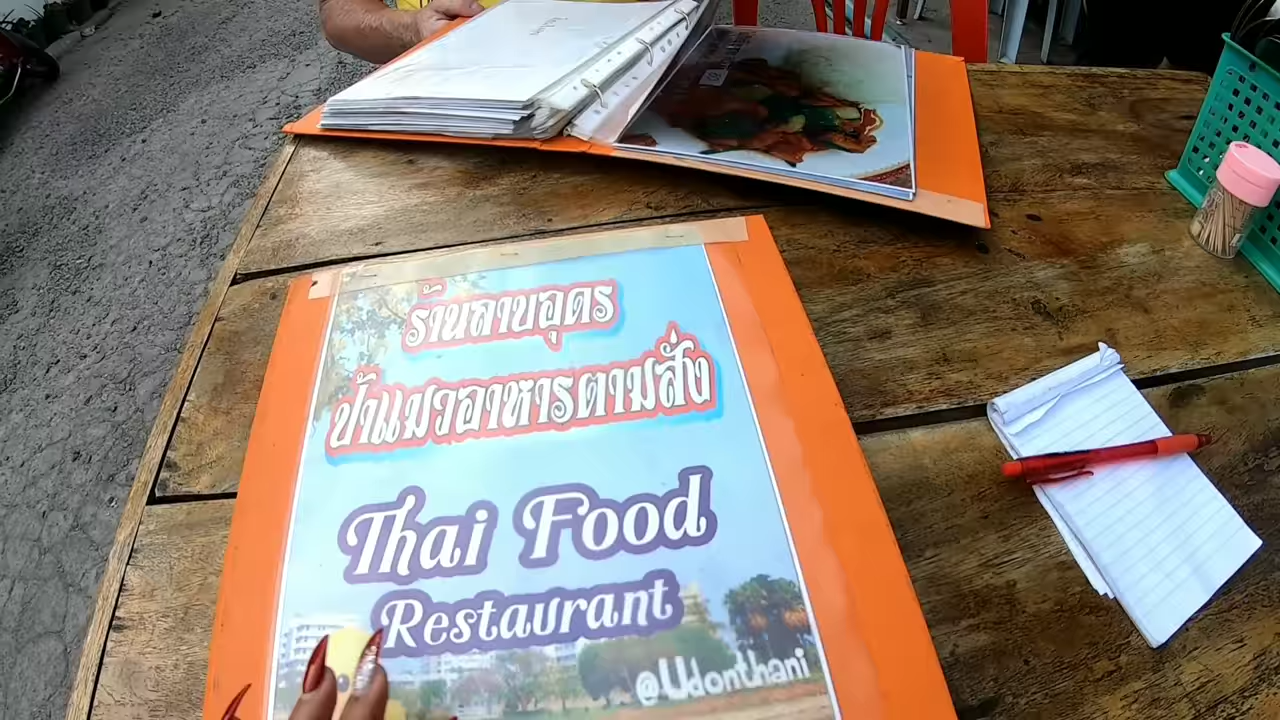 ร้านลาบอุดร
ป้าแมวอาหารตามสั่ง
Thai Food
Restaurant
@Udonthani